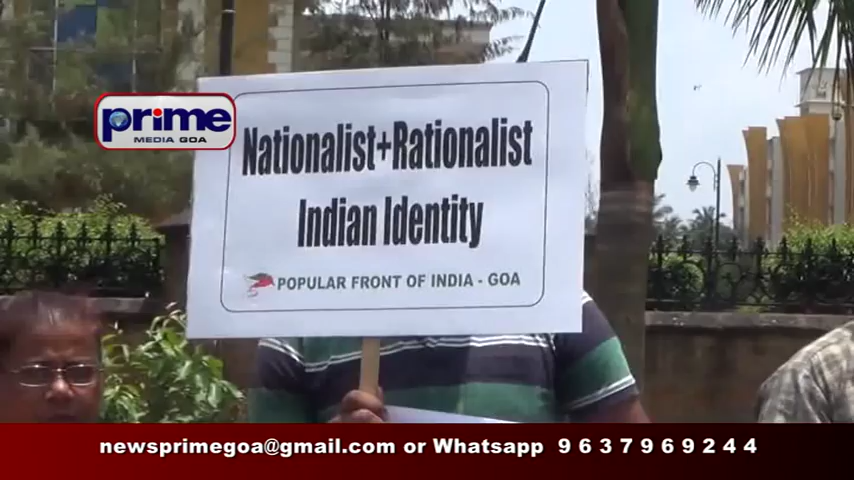 prime
MEDIA GOA
Nationalist+Rationalist
Indian Identity
POPULAR FRONT OF INDIA - GOA
newsprimegoa@gmail.com or Whatsapp 9637969244